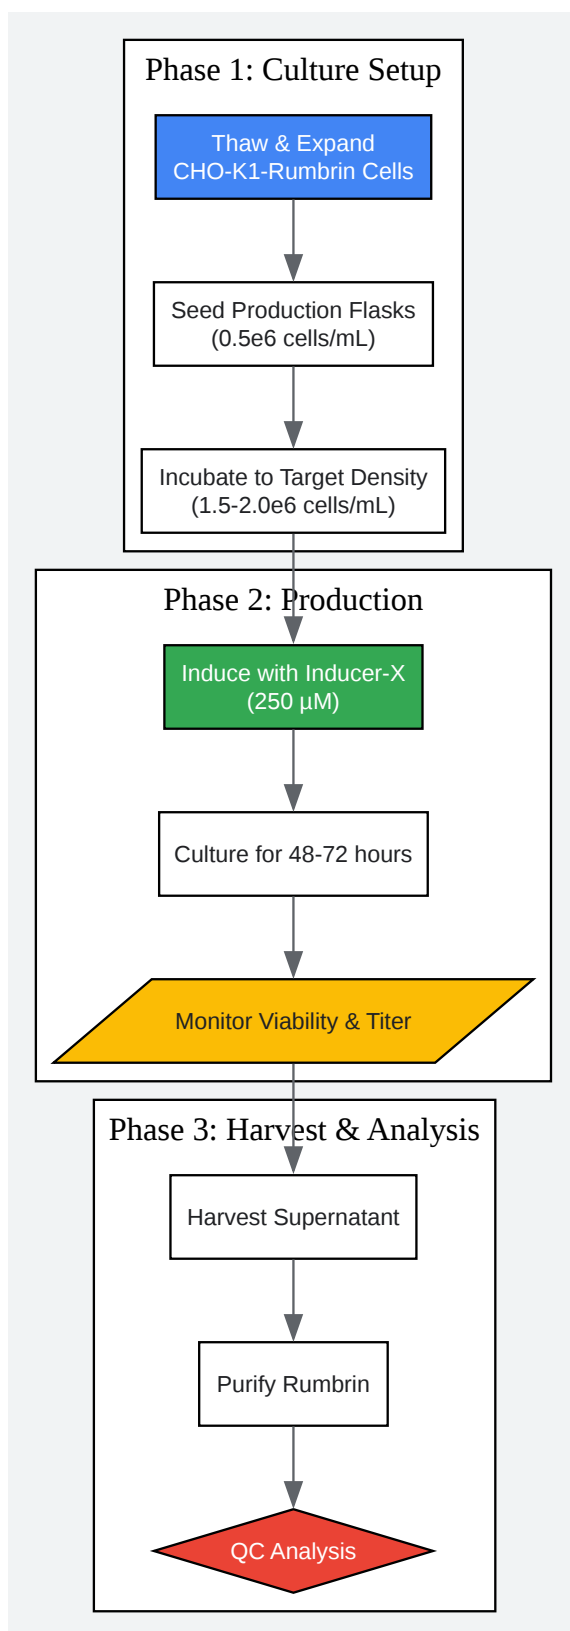 Phase 1: Culture Setup
Thaw & Expand
CHO-K1-Rumbrin Cells
Seed Production Flasks
(0.5e6 cells/mL)
Incubate to Target Density
(1.5-2.0e6 cells/mL)
Phase 2: Production
Induce with Inducer-X
(250 µM)
Culture for 48-72 hours
Monitor Viability & Titer
Phase 3: Harvest & Analysis
Harvest Supernatant
Purify Rumbrin
QC Analysis